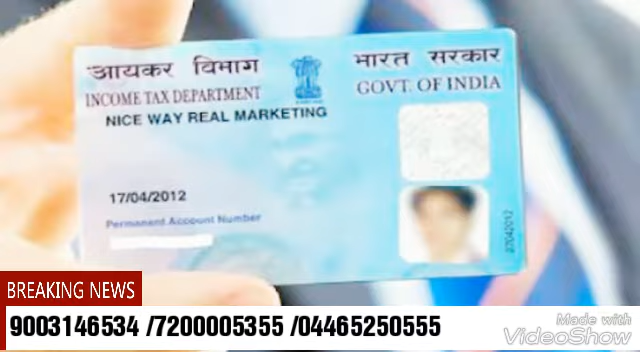 आयकर विभाग
INCOME TAX DEPARTMENT
भारत सरकार
GOVT. OF INDIA
NICE WAY REAL MARKETING
17/04/2012
Permanent Account Number
27042012
BREAKING NEWS
9003146534 /7200005355 /04465250555
Made with
VideoShow